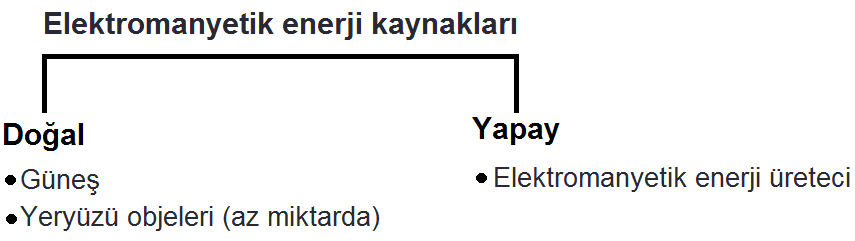 Elektromanyetik enerji kaynakları
Doğal
• Güneş
• Yeryüzü objeleri (az miktarda)
Yapay
• Elektromanyetik enerji üreteci